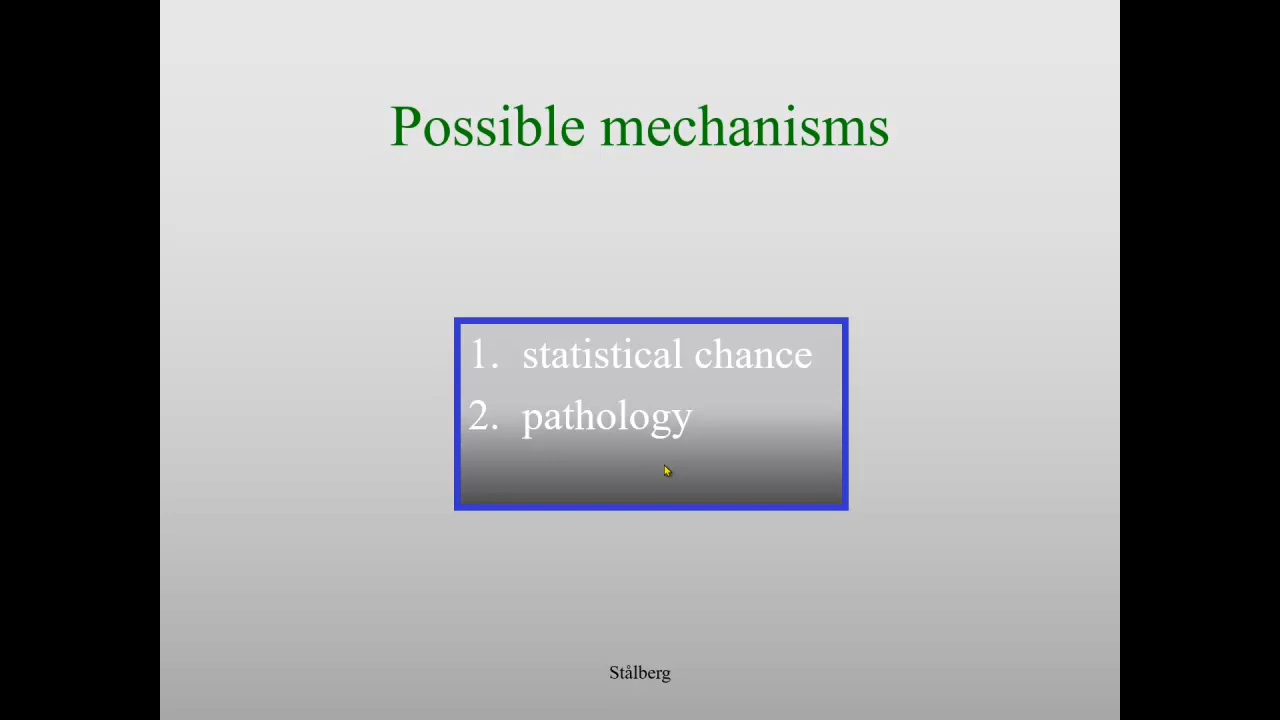 Possible mechanisms
1. statistical chance
2. pathology
Stålberg